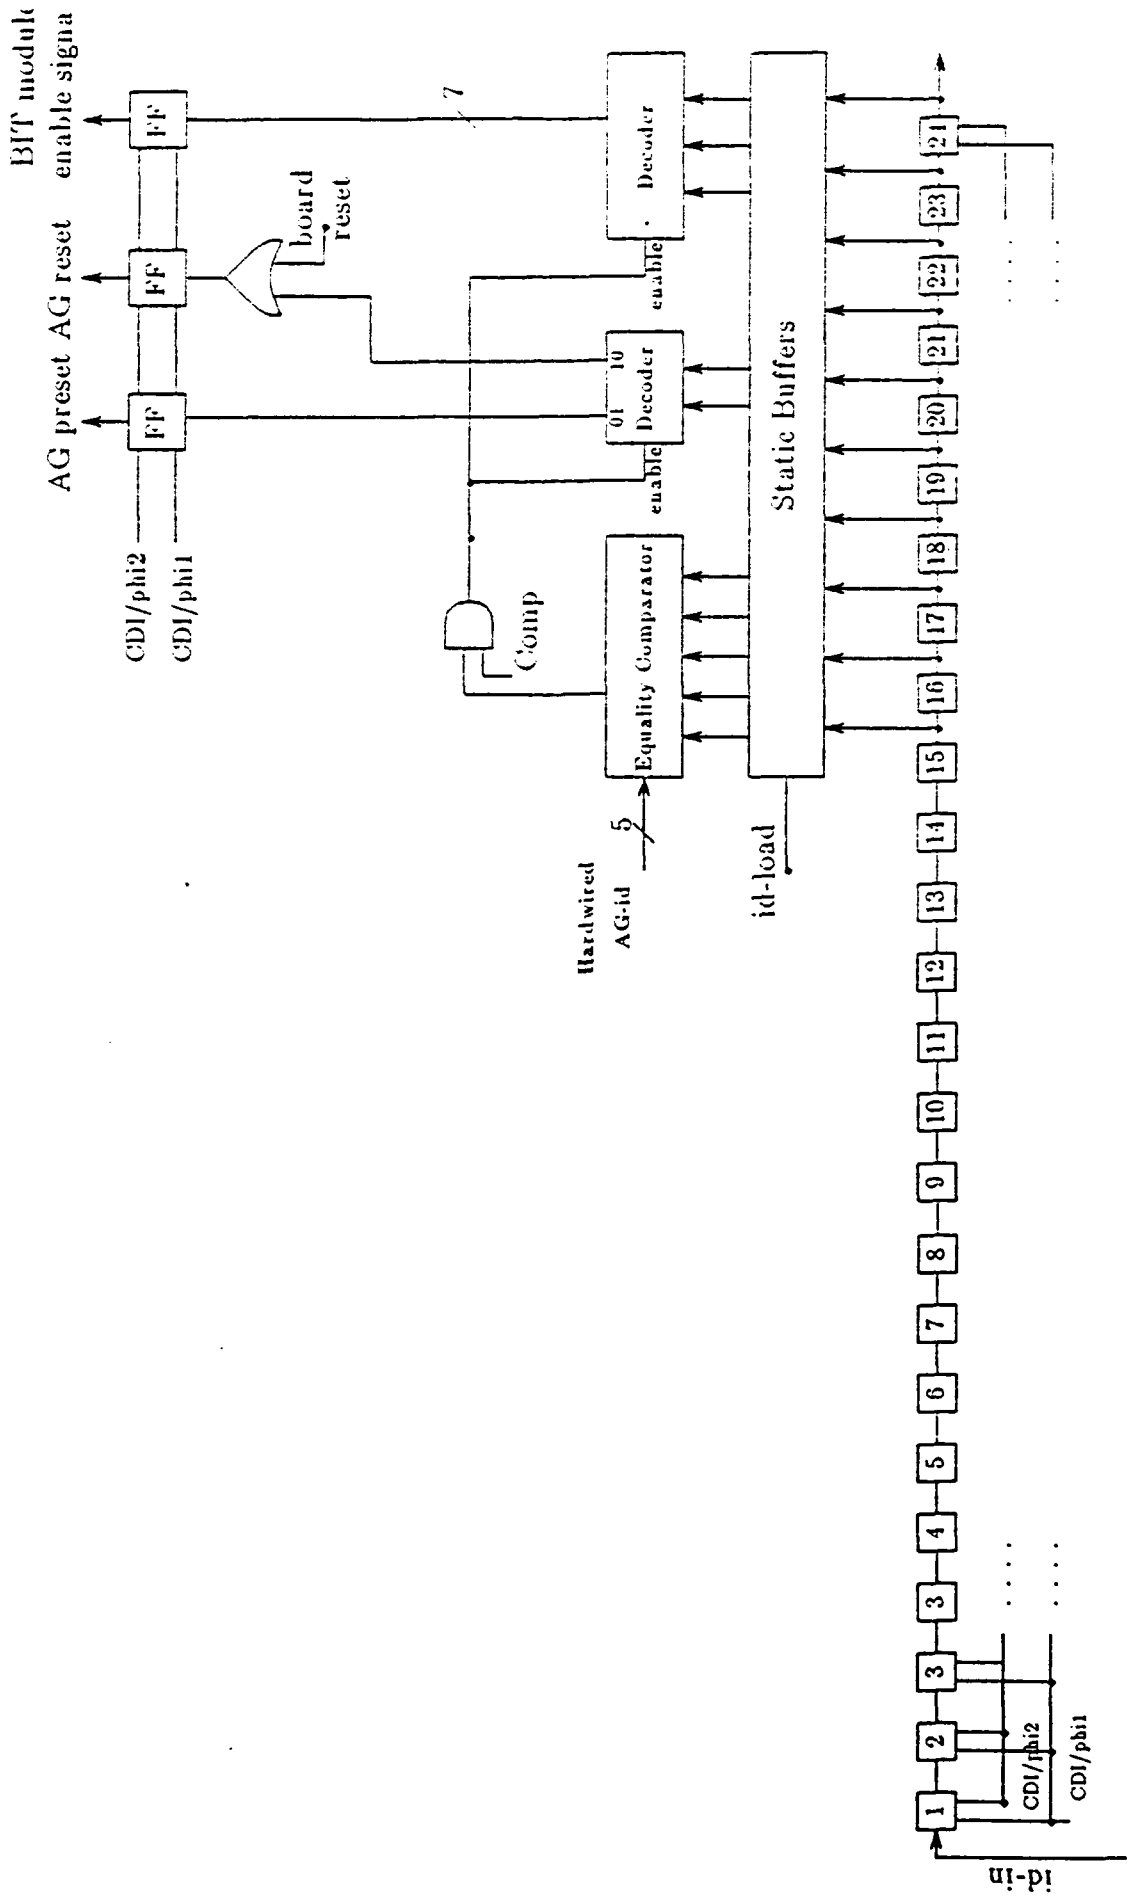 BIT module
enable signa
AG reset
AG preset
FF
FF
FF
CDI/phi2
CDI/phi1
board
reset
7
Comp
Decoder
enable
10
01
Decoder
enable
Equality Comparator
5
Hardwired
AG-id
Static Buffers
id-load
id-in
1
2
3
3
4
5
6
7
8
9
10
11
12
13
14
15
16
17
18
19
20
21
22
23
24
CDI/phi2
CDI/phi1